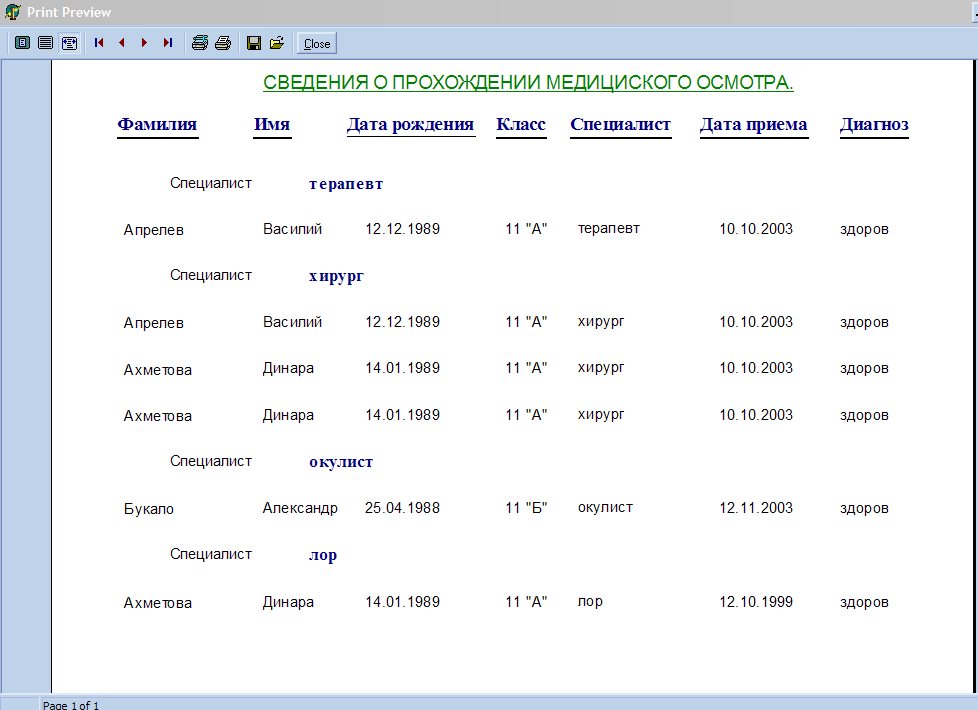 Print Preview
Close
СВЕДЕНИЯ О ПРОХОЖДЕНИИ МЕДИЦИСКОГО ОСМОТРА.
Фамилия Имя Дата рождения Класс Специалист Дата приема Диагноз
Специалист терапевт
Апрелев Василий 12.12.1989 11 "А" терапевт 10.10.2003 здоров
Специалист хирург
Апрелев Василий 12.12.1989 11 "А" хирург 10.10.2003 здоров
Ахметова Динара 14.01.1989 11 "А" хирург 10.10.2003 здоров
Ахметова Динара 14.01.1989 11 "А" хирург 10.10.2003 здоров
Специалист окулист
Букало Александр 25.04.1988 11 "Б" окулист 12.11.2003 здоров
Специалист лор
Ахметова Динара 14.01.1989 11 "А" лор 12.10.1999 здоров
Page 1 of 1